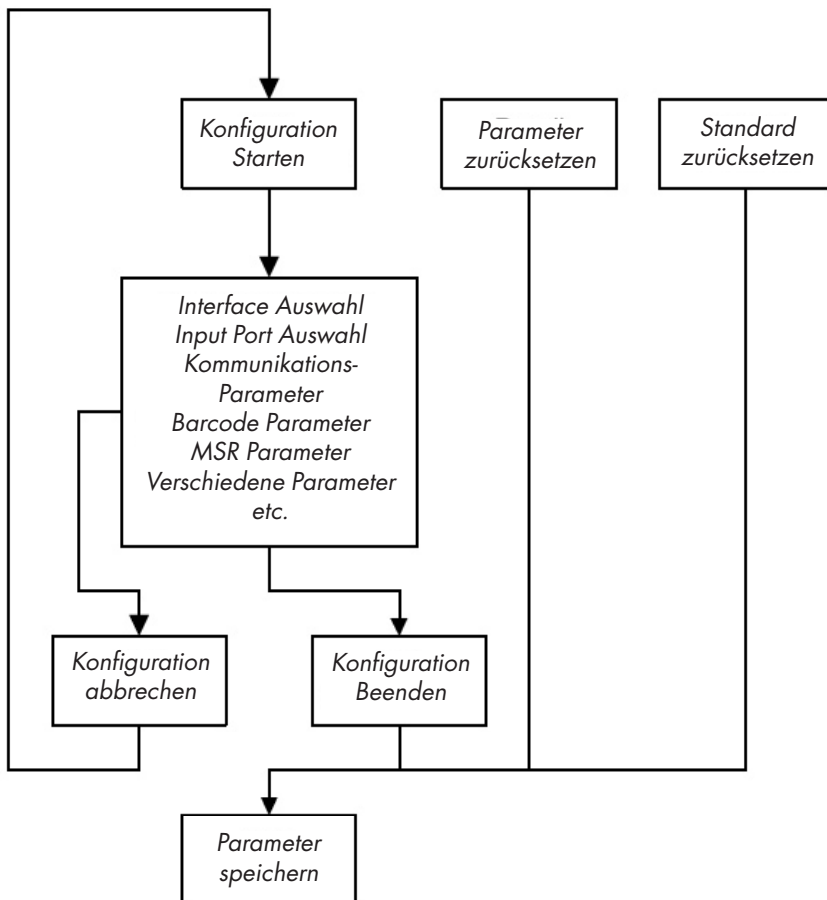 Konfiguration
Starten
Parameter
zurücksetzen
Standard
zurücksetzen
Interface Auswahl
Input Port Auswahl
Kommunikations-
Parameter
Barcode Parameter
MSR Parameter
Verschiedene Parameter
etc.
Konfiguration
abbrechen
Konfiguration
Beenden
Parameter
speichern